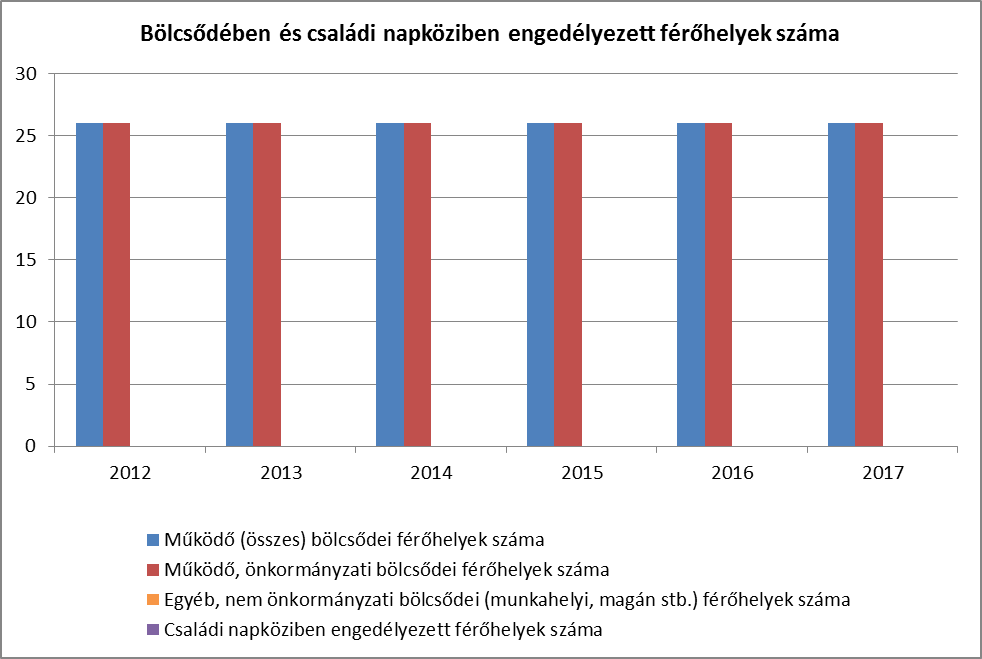 Bölcsődében és családi napköziben engedélyezett férőhelyek száma
30
25
20
15
10
5
0
2012 2013 2014 2015 2016 2017
Működő (összes) bölcsődei férőhelyek száma
Működő, önkormányzati bölcsődei férőhelyek száma
Egyéb, nem önkormányzati bölcsődei (munkahelyi, magán stb.) férőhelyek száma
Családi napköziben engedélyezett férőhelyek száma